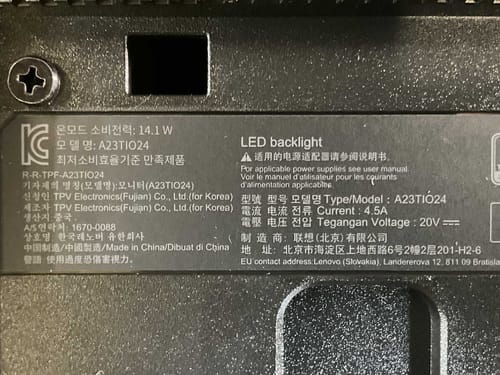 KC
온모드 소비전력: 14.1 W
모 델 명: A23TIO24
최저소비효율기준 만족제품
R-R-TPF-A23TIO24
기자재의 명칭(모델명):모니터(A23TIO24)
신청인 TPV Electronics(Fujian) Co., Ltd.(for Korea)
제조자 TPV Electronics(Fujian) Co., Ltd.(for Korea)
생산지 중국
A/S연락처: 1670-0088
상호명 한국레노버 유한회사
中国制造/中國製造/Made in China/Dibuat di China
警語 使用過度恐傷害視力。
LED backlight
适用的电源适配器请参阅说明书。
For applicable power supplies see user manual.
Voir le manuel d'utilisateur pour les courants
d'alimentation applicables.
型號 型号 모델명 Type/Model: A23TIO24
電流 电流 전류 Current : 4.5A
電壓 电压 전압 Tegangan Voltage : 20V
制 造 商: 联想(北京)有限公司
地 址: 北京市海淀区上地西路6号2幢2层201-H2-6
EU contact address:Lenovo (Slovakia), Landererova 12, 811 09 Bratisla